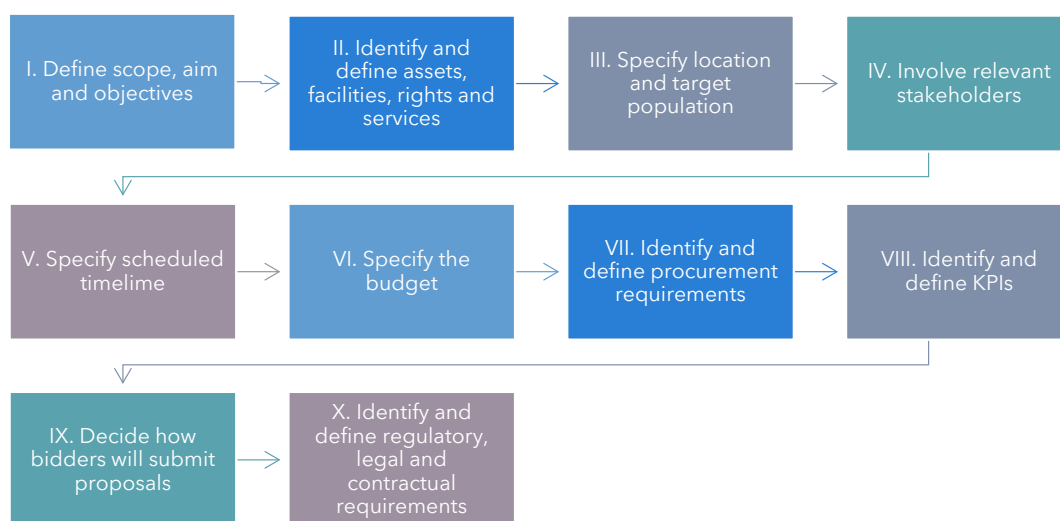 I. Define scope, aim
and objectives
II. Identify and
define assets,
facilities, rights and
services
III. Specify location
and target
population
IV. Involve relevant
stakeholders
V. Specify scheduled
timelime
VI. Specify the
budget
VII. Identify and
define procurement
requirements
VIII. Identify and
define KPIs
IX. Decide how
bidders will submit
proposals
X. Identify and
define regulatory,
legal and
contractual
requirements